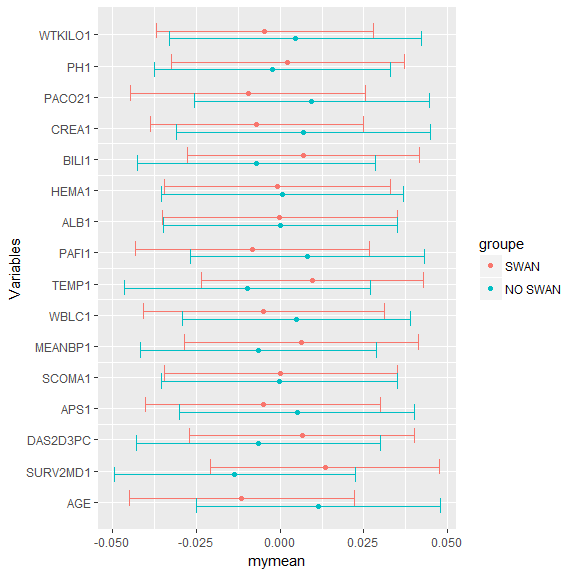 WTKILO1
PH1
PACO21
CREA1
BILI1
HEMA1
ALB1
PAFI1
TEMP1
WBLC1
MEANBP1
SCOMA1
APS1
DAS2D3PC
SURV2MD1
AGE
Variables
-0.050 -0.025 0.000 0.025 0.050
mymean
groupe
SWAN
NO SWAN